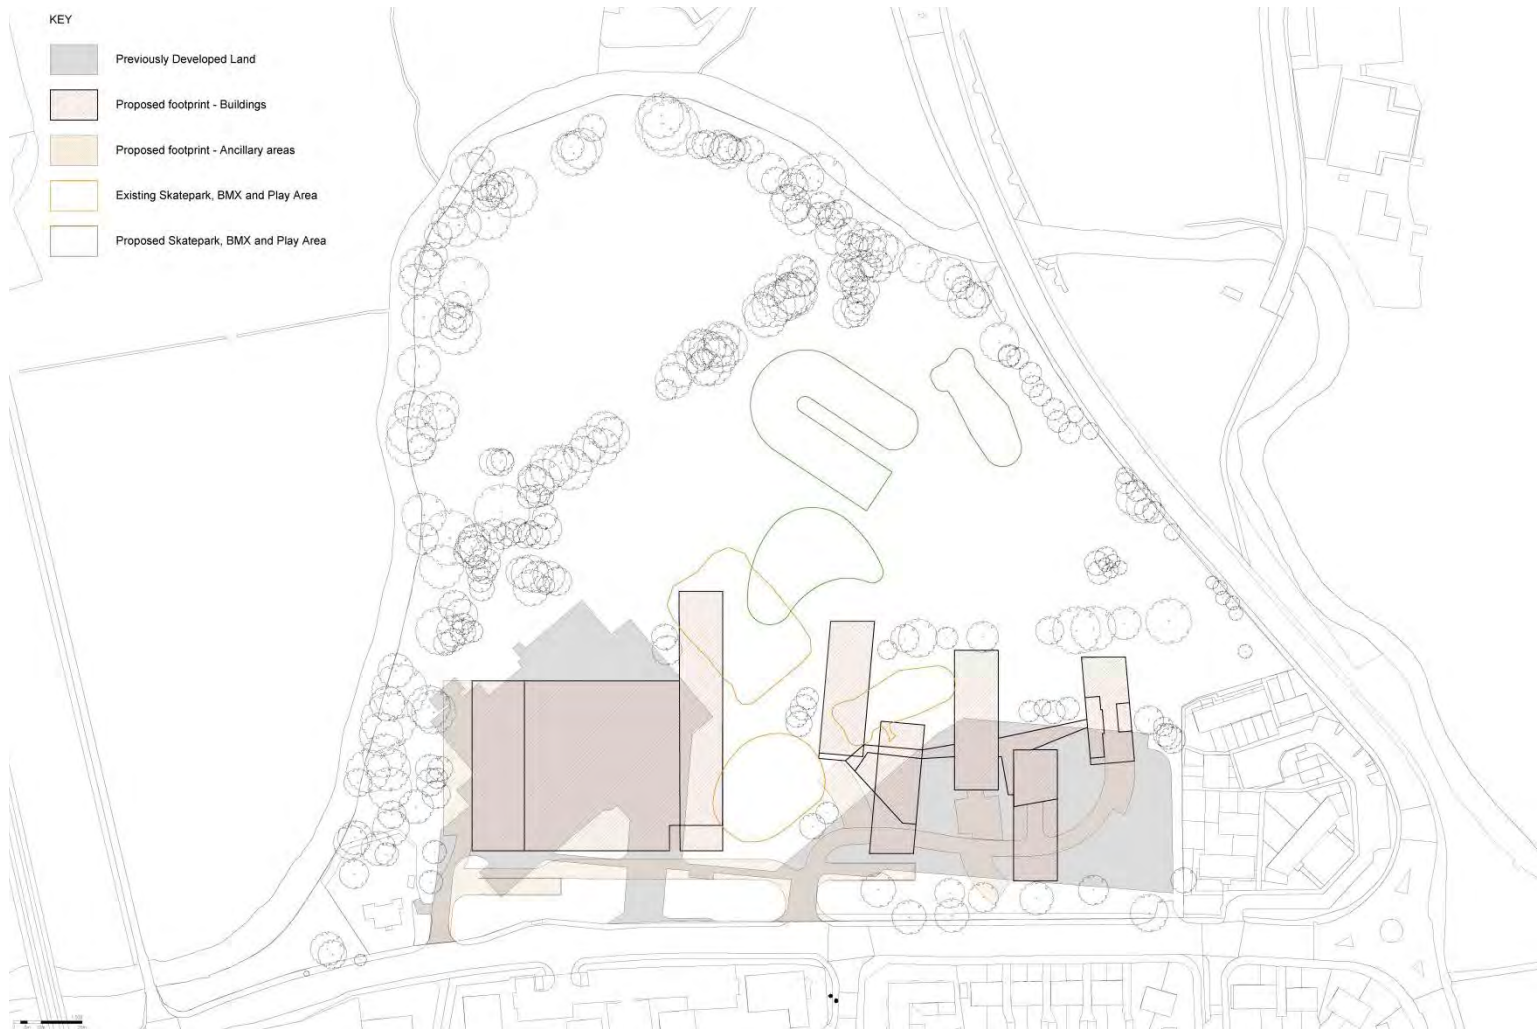 KEY
Previously Developed Land
Proposed footprint - Buildings
Proposed footprint - Ancillary areas
Existing Skatepark, BMX and Play Area
Proposed Skatepark, BMX and Play Area